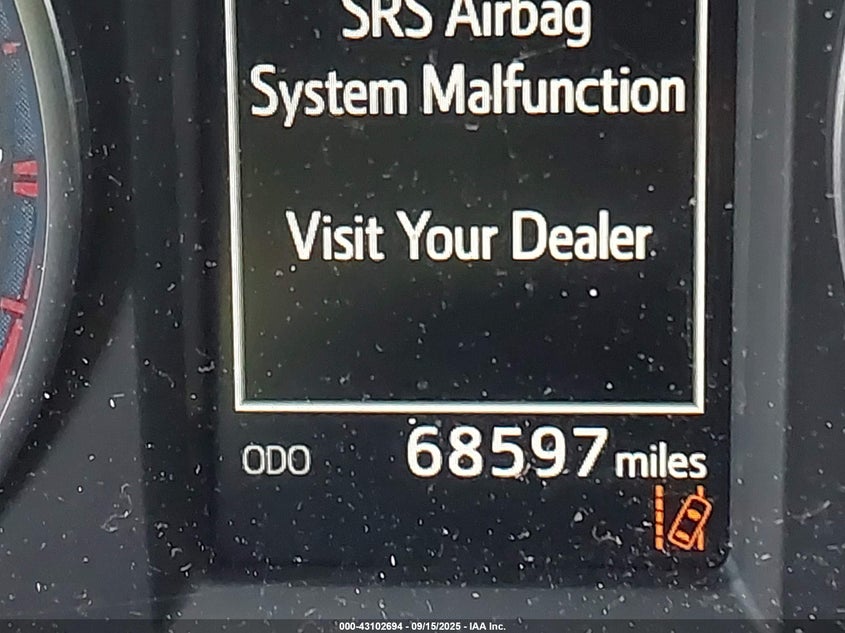 SRS Airbag
System Malfunction
Visit Your Dealer
ODO 68597 miles
000-43102694 - 09/15/2025 - IAA Inc.